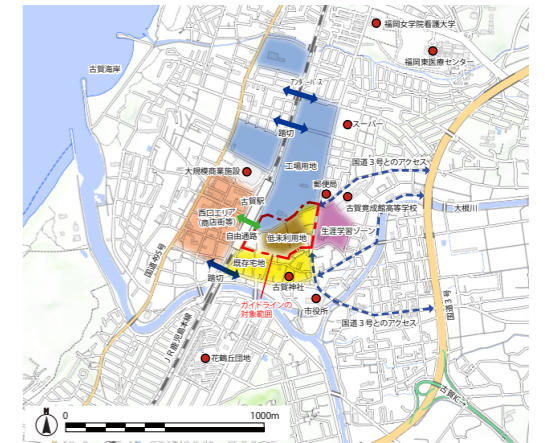 福岡女学院看護大学
福岡東医療センター
古賀海岸
アンダーパス
スーパー
踏切
工場用地
国道3号とのアクセス
大規模商業施設
郵便局
古賀竟成館高等学校
大根川
古賀駅
西口エリア
(商店街等)
自由通路
低未利用地
生涯学習ゾーン
国道495号
既存宅地
踏切
古賀神社
ガイドラインの
対象範囲
市役所
国道3号とのアクセス
国道3号
JR鹿児島本線
花鶴丘団地
古賀IC
N
0
1000m